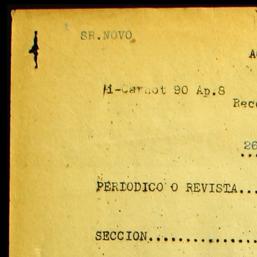 SR.NOVO
A
Carnot 90 Ap.8
Rec
26
PERIODICO O REVISTA...
SECCION............